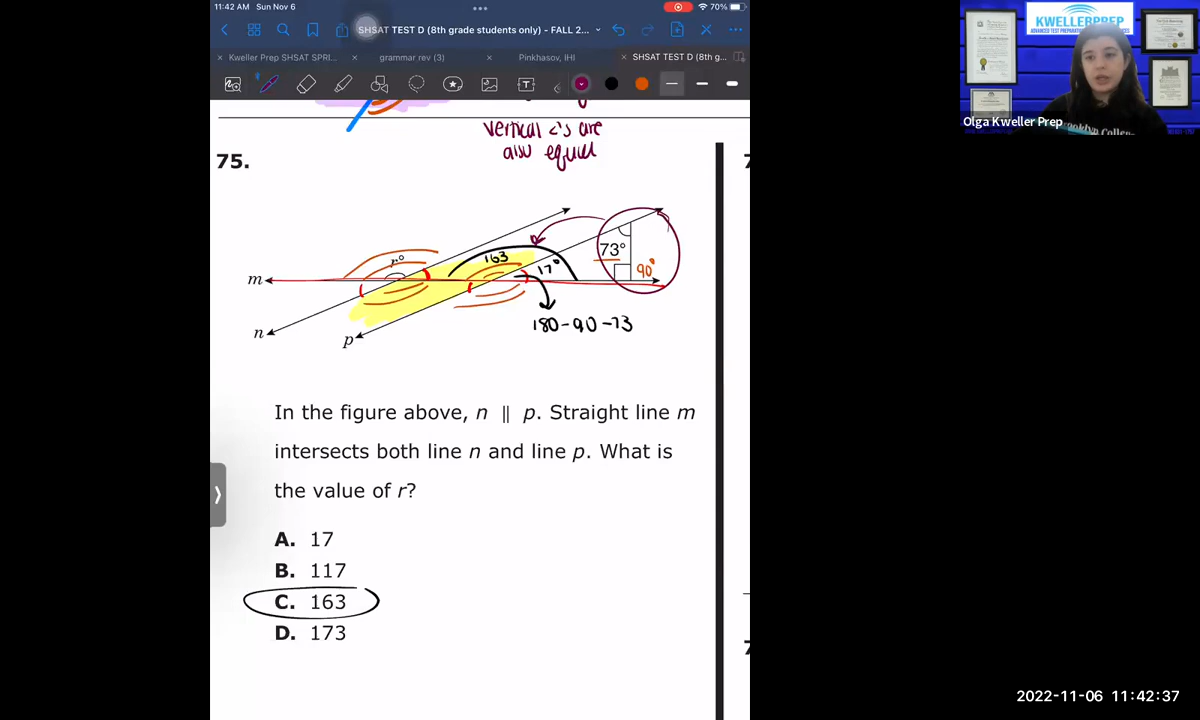 11:42 AM Sun Nov 6
70%
SHSAT TEST D (8th grade students only) - FALL 2...
Kweller Prep SHSAT SPRI...
grammar rev (3)
Pinkhasov, IHI
SHSAT TEST D (8th g...
KWELLERPREP
Olga Kweller Prep
vertical ∠'s are
also equal
75.
163
73°
r°
17°
90°
m
180-90-73
n
p
In the figure above, n || p. Straight line m
intersects both line n and line p. What is
the value of r?
A. 17
B. 117
C. 163
D. 173
2022-11-06 11:42:37